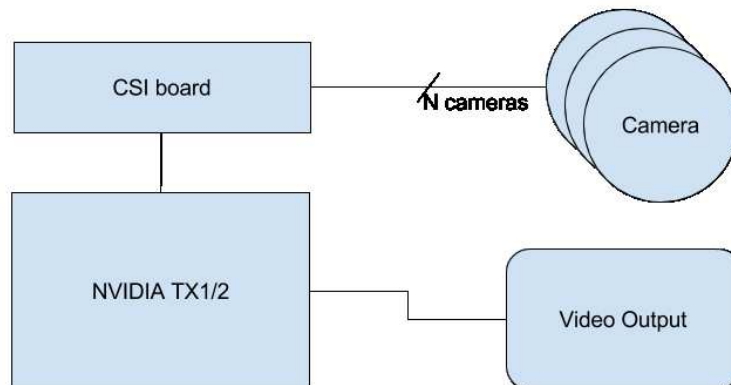 CSI board
N cameras
Camera
NVIDIA TX1/2
Video Output